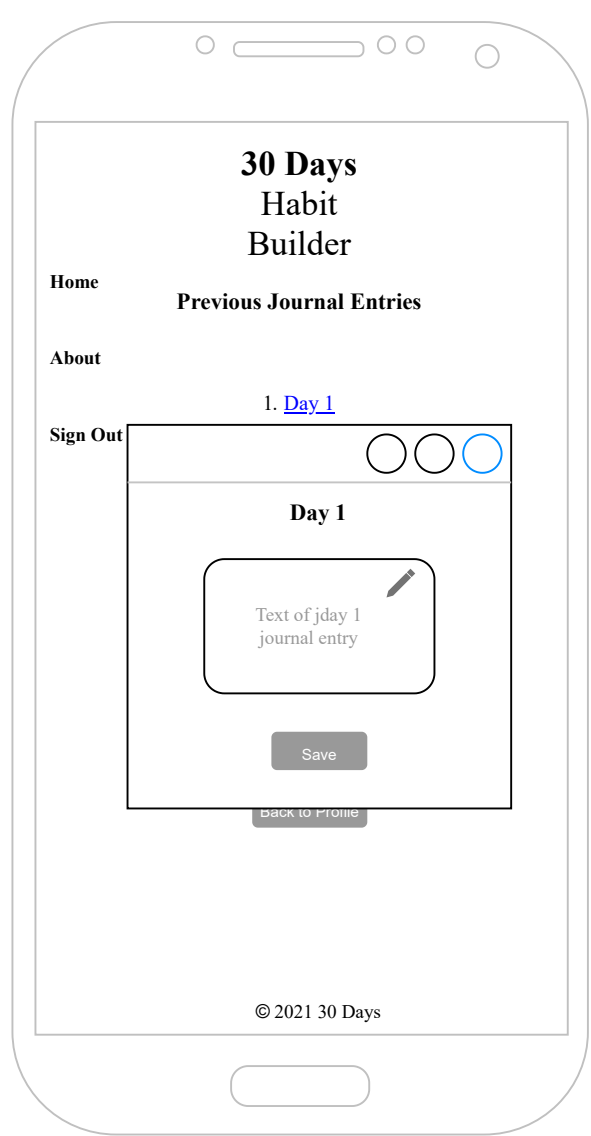 30 Days
Habit
Builder
Home
Previous Journal Entries
About
1. Day 1
Sign Out
Day 1
Text of jday 1
journal entry
Save
Back to Profile
© 2021 30 Days